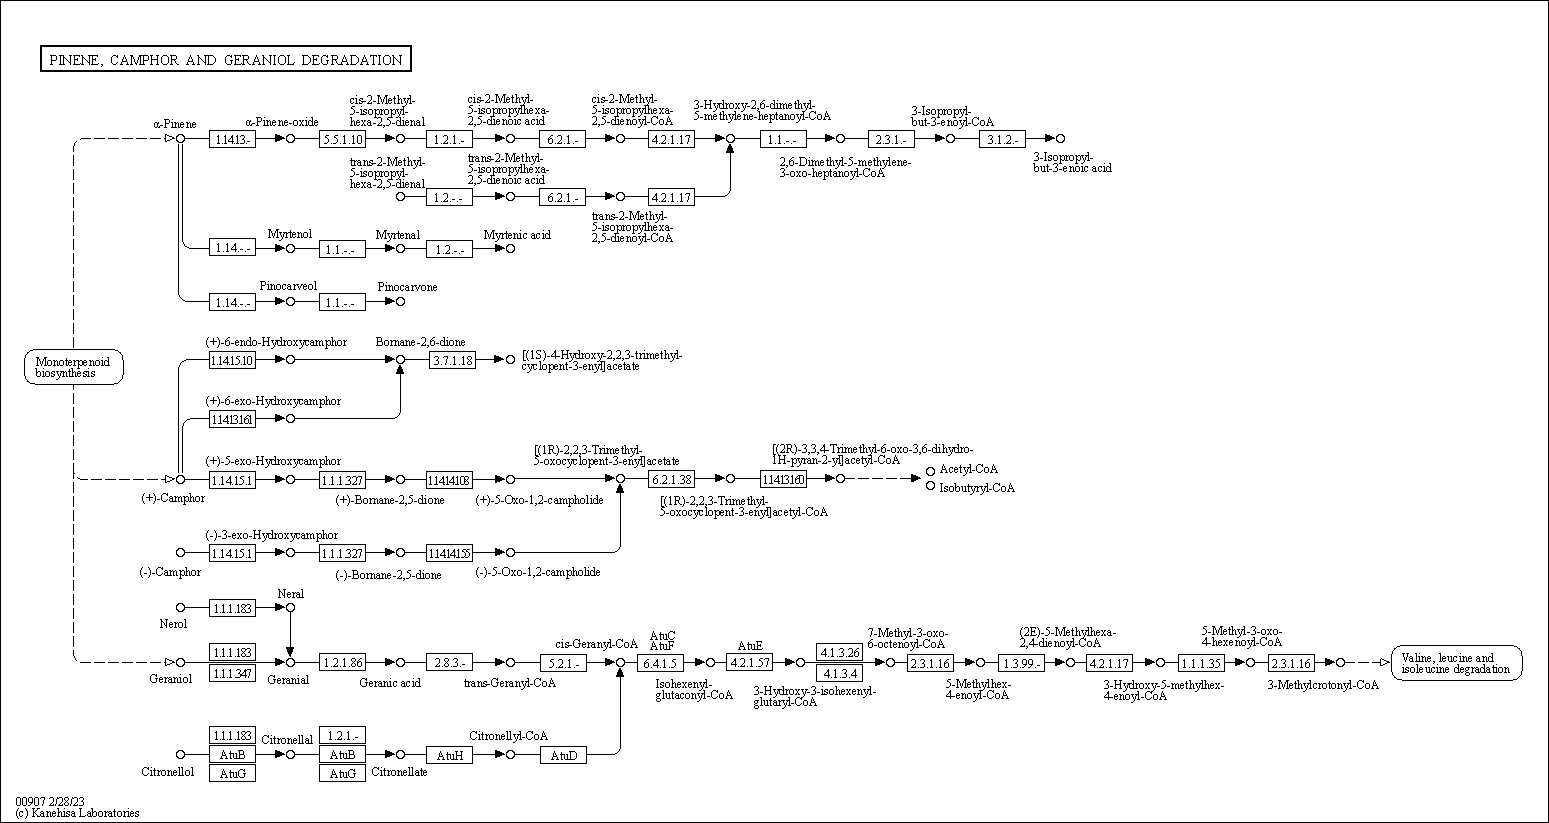 PINENE, CAMPHOR AND GERANIOL DEGRADATION
α-Pinene
1.14.13.-
α-Pinene-oxide
5.5.1.10
cis-2-Methyl-
5-isopropyl-
hexa-2,5-dienal
1.2.1.-
cis-2-Methyl-
5-isopropylhexa-
2,5-dienoic acid
6.2.1.-
cis-2-Methyl-
5-isopropylhexa-
2,5-dienoyl-CoA
4.2.1.17
3-Hydroxy-2,6-dimethyl-
5-methylene-heptanoyl-CoA
1.1.-.-
2,6-Dimethyl-5-methylene-
3-oxo-heptanoyl-CoA
2.3.1.-
3-Isopropyl-
but-3-enoyl-CoA
3.1.2.-
3-Isopropyl-
but-3-enoic acid
trans-2-Methyl-
5-isopropyl-
hexa-2,5-dienal
1.2.-.-
trans-2-Methyl-
5-isopropylhexa-
2,5-dienoic acid
6.2.1.-
trans-2-Methyl-
5-isopropylhexa-
2,5-dienoyl-CoA
4.2.1.17
1.14.-.-
Myrtenol
1.1.-.-
Myrtenal
1.2.-.-
Myrtenic acid
1.14.-.-
Pinocarveol
1.1.-.-
Pinocarvone
Monoterpenoid
biosynthesis
(+)-6-endo-Hydroxycamphor
1.14.15.10
Bornane-2,6-dione
3.7.1.18
[(1S)-4-Hydroxy-2,2,3-trimethyl-
cyclopent-3-enyl]acetate
(+)-6-exo-Hydroxycamphor
1.14.13.161
(+)-Camphor
(+)-5-exo-Hydroxycamphor
1.14.15.1
1.1.1.327
(+)-Bornane-2,5-dione
1.14.14.108
(+)-5-Oxo-1,2-campholide
[(1R)-2,2,3-Trimethyl-
5-oxocyclopent-3-enyl]acetate
6.2.1.38
[(1R)-2,2,3-Trimethyl-
5-oxocyclopent-3-enyl]acetyl-CoA
1.14.13.160
[(2R)-3,3,4-Trimethyl-6-oxo-3,6-dihydro-
1H-pyran-2-yl]acetyl-CoA
Acetyl-CoA
Isobutyryl-CoA
(-)-Camphor
(-)-3-exo-Hydroxycamphor
1.14.15.1
1.1.1.327
(-)-Bornane-2,5-dione
1.14.14.155
(-)-5-Oxo-1,2-campholide
Nerol
1.1.1.183
Neral
Geraniol
1.1.1.183
1.1.1.347
Geranial
1.2.1.86
Geranic acid
2.8.3.-
trans-Geranyl-CoA
5.2.1.-
cis-Geranyl-CoA
AtuC
AtuF
6.4.1.5
Isohexenyl-
glutaconyl-CoA
AtuE
4.2.1.57
3-Hydroxy-3-isohexenyl-
glutaryl-CoA
4.1.3.26
4.1.3.4
7-Methyl-3-oxo-
6-octenoyl-CoA
2.3.1.16
5-Methylhex-
4-enoyl-CoA
1.3.99.-
(2E)-5-Methylhexa-
2,4-dienoyl-CoA
4.2.1.17
3-Hydroxy-5-methylhex-
4-enoyl-CoA
1.1.1.35
5-Methyl-3-oxo-
4-hexenoyl-CoA
2.3.1.16
3-Methylcrotonyl-CoA
Valine, leucine and
isoleucine degradation
Citronellol
1.1.1.183
AtuB
AtuG
Citronellal
1.2.1.-
AtuB
AtuG
Citronellate
AtuH
Citronellyl-CoA
AtuD
00907 2/28/23
(c) Kanehisa Laboratories